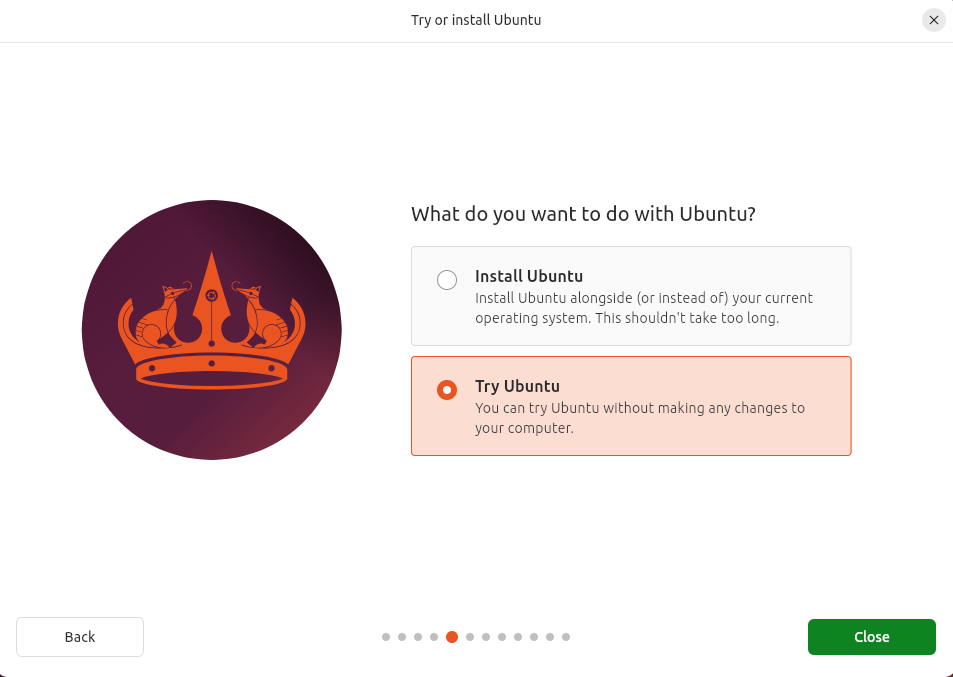 Try or install Ubuntu
What do you want to do with Ubuntu?
Install Ubuntu
Install Ubuntu alongside (or instead of) your current
operating system. This shouldn't take too long.
Try Ubuntu
You can try Ubuntu without making any changes to
your computer.
Back
Close